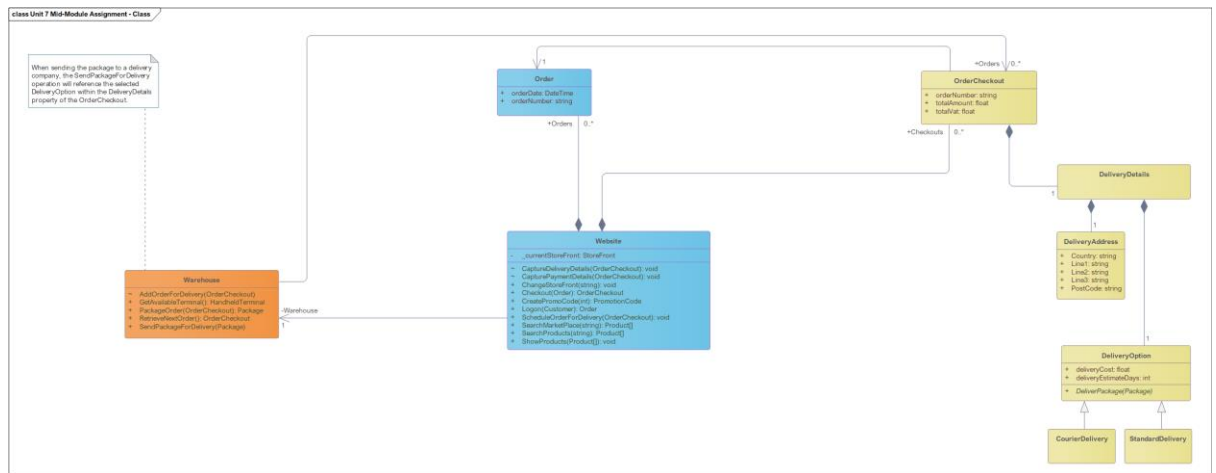 class Unit 7 Mid-Module Assignment - Class
When sending the package to a delivery
company, the SendPackageForDelivery
operation will reference the selected
DeliveryOption within the DeliveryDetails
property of the OrderCheckout.
1
Order
+ orderDate: DateTime
+ orderNumber: string
+Orders 0..*
+Orders 0..*
OrderCheckout
+ orderNumber: string
+ totalAmount: float
+ totalVat: float
+Checkouts 0..*
DeliveryDetails
1
1
DeliveryAddress
+ Country: string
+ Line1: string
+ Line2: string
+ Line3: string
+ PostCode: string
Website
- _currentStoreFront: StoreFront
~ CaptureDeliveryDetails(OrderCheckout): void
~ CapturePaymentDetails(OrderCheckout): void
+ ChangeStoreFront(string): void
+ Checkout(Order): OrderCheckout
+ CreatePromoCode(int): PromotionCode
+ Logon(Customer): Order
+ ScheduleOrderForDelivery(OrderCheckout): void
+ SearchMarketPlace(string): Product[]
+ SearchProducts(string): Product[]
+ ShowProducts(Product[]): void
Warehouse
~ AddOrderForDelivery(OrderCheckout)
~ GetAvailableTerminal(): HandheldTerminal
+ PackageOrder(OrderCheckout): Package
+ RetrieveNextOrder(): OrderCheckout
+ SendPackageForDelivery(Package)
-Warehouse
1
1
DeliveryOption
+ deliveryCost: float
+ deliveryEstimateDays: int
+ DeliverPackage(Package)
CourierDelivery
StandardDelivery